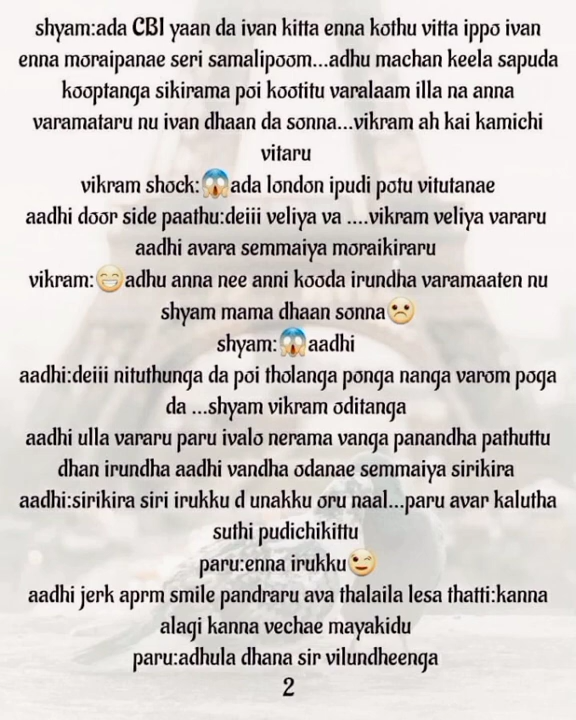 shyam:ada CBI yaan da ivan kitta enna kothu vitta ippo ivan
enna moraipanae seri samalipoom...adhu machan keela sapuda
kooptanga sikirama poi kootitu varalaam illa na anna
varamataru nu ivan dhaan da sonna...vikram ah kai kamichi
vitaru
vikram shock:😱ada london ipudi potu vitutanae
aadhi door side paathu:deiii veliya va ....vikram veliya vararu
aadhi avara semmaiya moraikiraru
vikram:😁adhu anna nee anni kooda irundha varamaaten nu
shyam mama dhaan sonna☹️
shyam:😱aadhi
aadhi:deiii nituthunga da poi tholanga ponga nanga varom poga
da ...shyam vikram oditanga
aadhi ulla vararu paru ivalo nerama vanga panandha pathuttu
dhan irundha aadhi vandha odanae semmaiya sirikira
aadhi:sirikira siri irukku d unakku oru naal...paru avar kalutha
suthi pudichikittu
paru:enna irukku😉
aadhi jerk aprm smile pandraru ava thalaila lesa thatti:kanna
alagi kanna vechae mayakidu
paru:adhula dhana sir vilundheenga
2